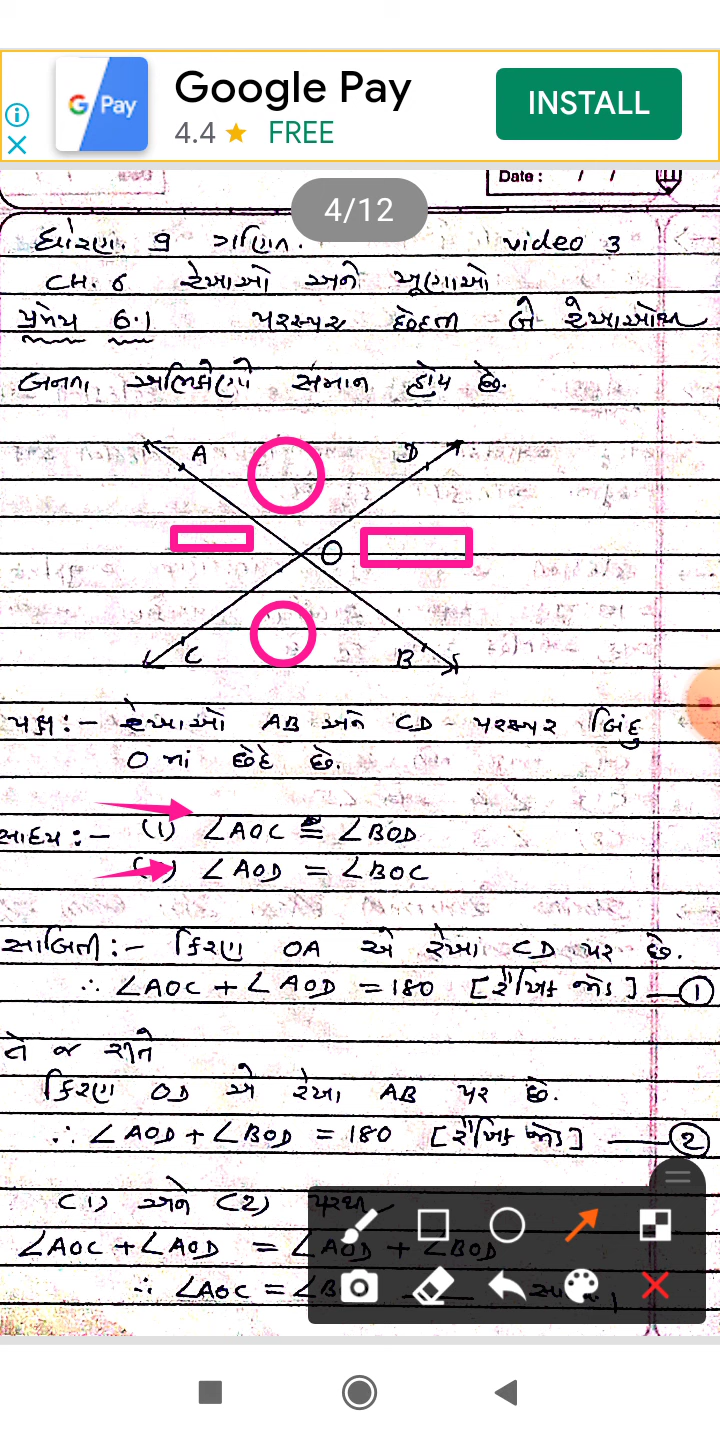 Google Pay
G Pay
4.4 ★ FREE
INSTALL
Date : / /
4/12
ધોરણ. 9 ગણિત. video 3
CH. 6 રેખાઓ અને ખૂણાઓ
પ્રમેય 6.1 પરસ્પર છેદતી બે રેખાઓથી
બનતા અભિકોણો સમાન હોય છે.
A D
O
C B
પક્ષ :- રેખાઓ AB અને CD પરસ્પર બિંદુ
O માં છેદે છે.
સાધ્ય :- (1) ∠AOC = ∠BOD
∠AOD = ∠BOC
સાબિતી :- કિરણ OA એ રેખા CD પર છે.
∴ ∠AOC + ∠AOD = 180 [રૈખિક જોડ] — ①
તે જ રીતે
કિરણ OD એ રેખા AB પર છે.
∴ ∠AOD + ∠BOD = 180 [રૈખિક જોડ] — ②
(1) અને (2) પરથી
∠AOC + ∠AOD = ∠AOD + ∠BOD
∴ ∠AOC = ∠B